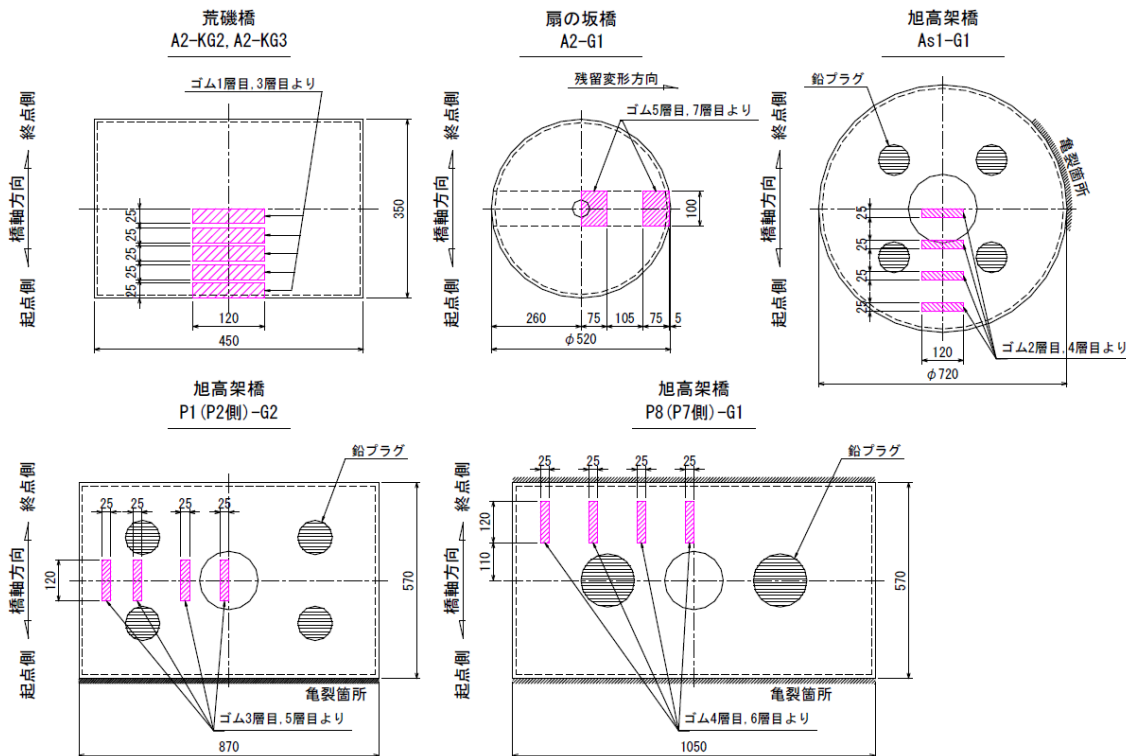 荒磯橋
A2-KG2, A2-KG3
ゴム1層目,3層目より
終点側
橋軸方向
起点側
25
25
25
25
25
350
120
450
扇の坂橋
A2-G1
残留変形方向
ゴム5層目,7層目より
終点側
橋軸方向
起点側
100
260
75
105
75
5
φ520
旭高架橋
As1-G1
鉛プラグ
亀裂箇所
終点側
橋軸方向
起点側
25
25
25
25
ゴム2層目,4層目より
120
φ720
旭高架橋
P1(P2側)-G2
鉛プラグ
終点側
橋軸方向
起点側
25
25
25
25
120
570
亀裂箇所
ゴム3層目,5層目より
870
旭高架橋
P8(P7側)-G1
鉛プラグ
終点側
橋軸方向
起点側
25
25
25
25
120
110
570
亀裂箇所
ゴム4層目,6層目より
1050